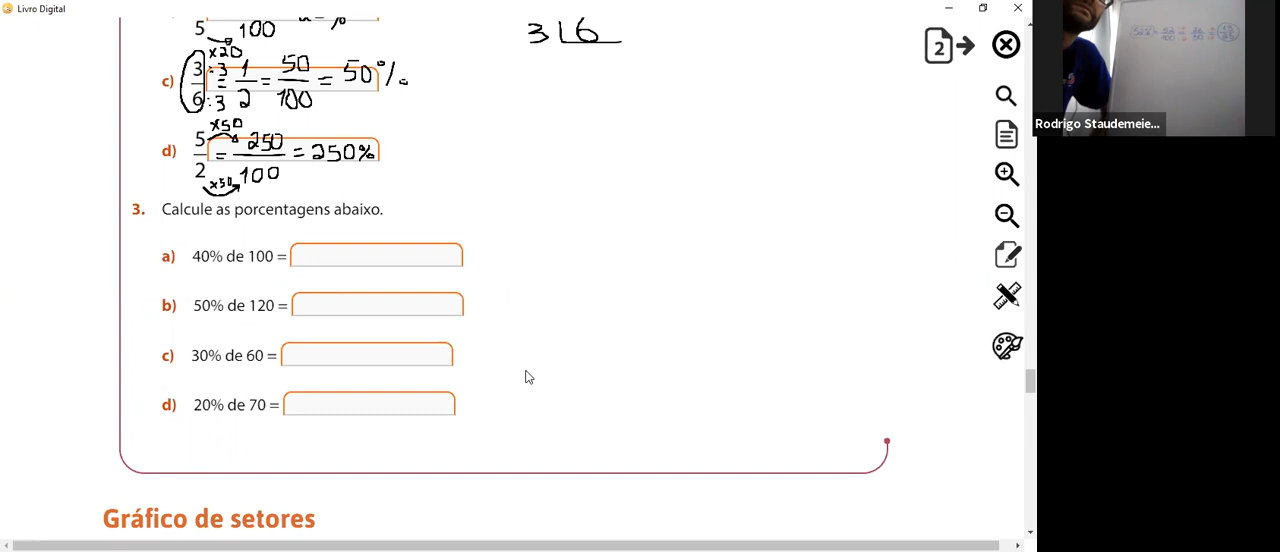 Livro Digital
5 100
x20
3 6
c) 3/6 :3 :3 = 1/2 = 50/100 = 50%
x50
d) 5/2 = 250/100 = 250%
x50
3. Calcule as porcentagens abaixo.
a) 40% de 100 =
b) 50% de 120 =
c) 30% de 60 =
d) 20% de 70 =
Gráfico de setores
2
Rodrigo Staudemeie...